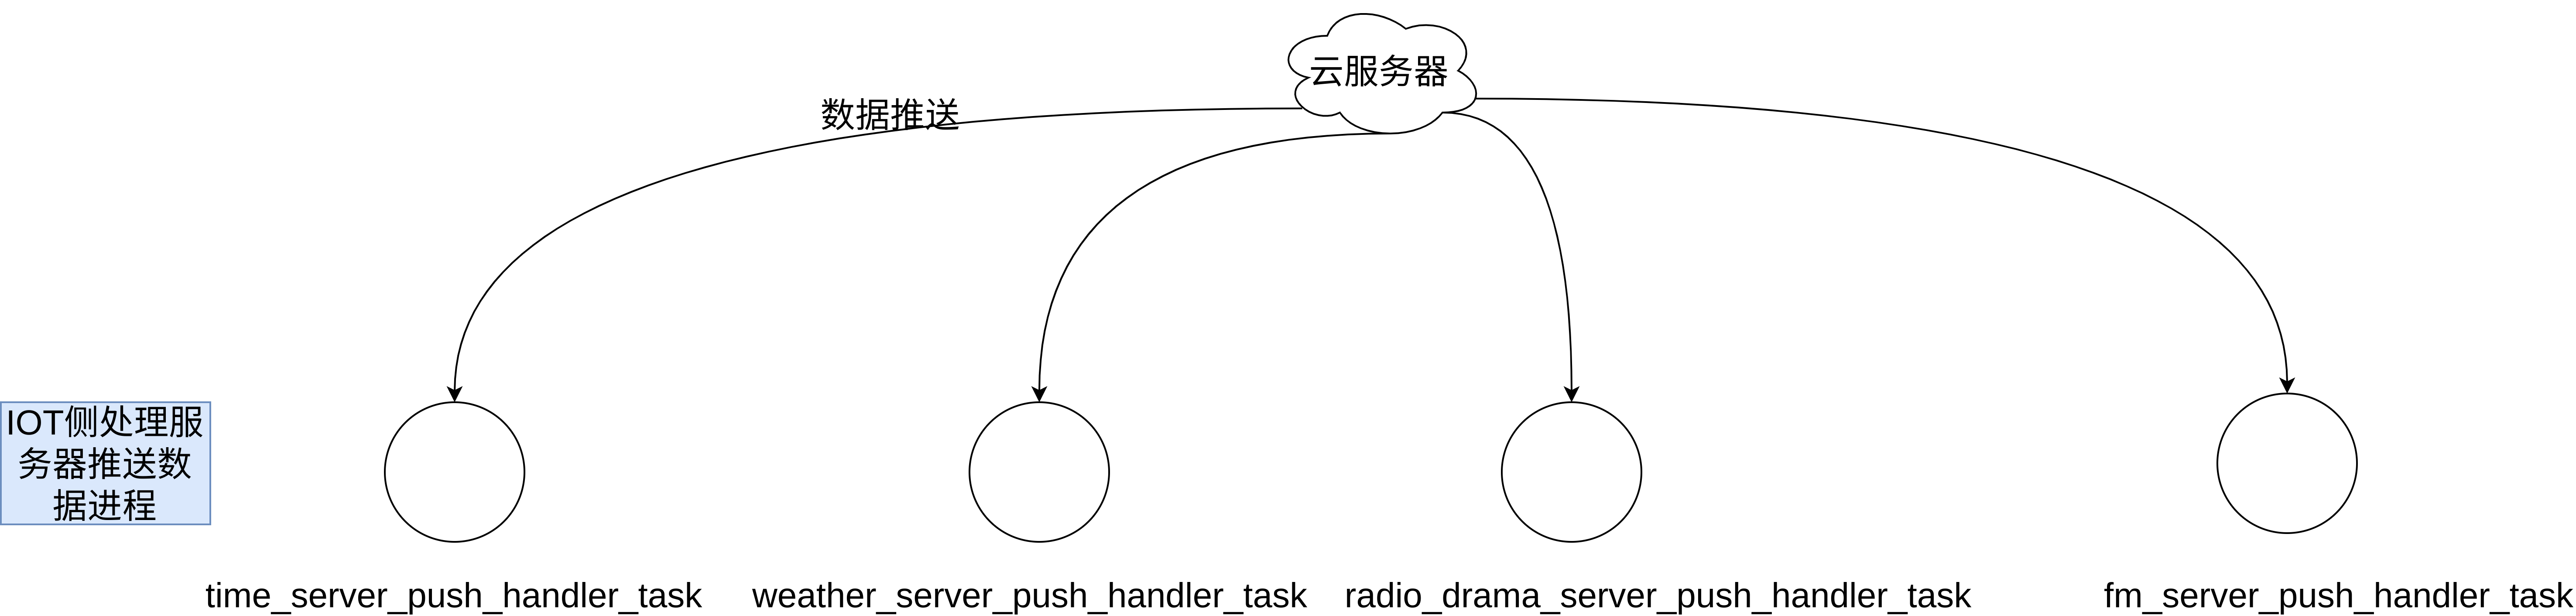 云服务器
数据推送
IOT侧处理服
务器推送数
据进程
time_server_push_handler_task
weather_server_push_handler_task
radio_drama_server_push_handler_task
fm_server_push_handler_task